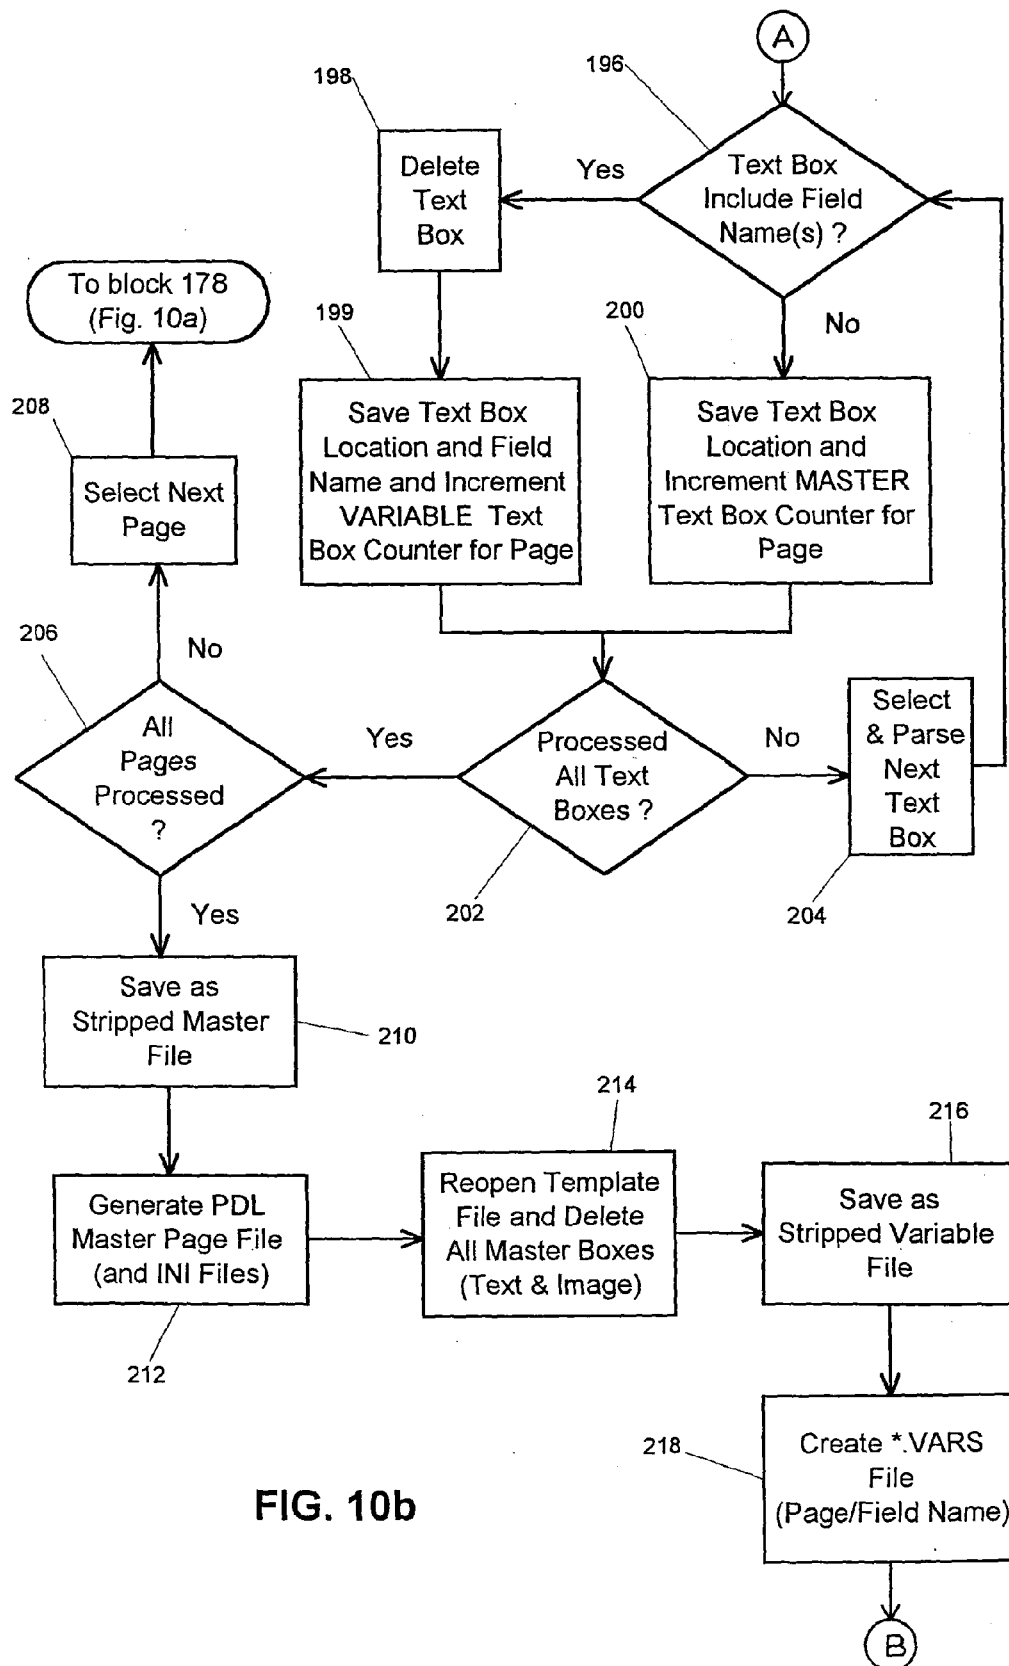 A
196
198
Text Box
Include Field
Name(s) ?
Yes
Delete
Text
Box
To block 178
(Fig. 10a)
No
199
200
208
Save Text Box
Location and Field
Name and Increment
VARIABLE Text
Box Counter for Page
Save Text Box
Location and
Increment MASTER
Text Box Counter for
Page
Select Next
Page
206
No
All
Pages
Processed
?
Yes
Processed
All Text
Boxes ?
No
Select
& Parse
Next
Text
Box
202
204
Yes
Save as
Stripped Master
File
210
214
216
Generate PDL
Master Page File
(and INI Files)
Reopen Template
File and Delete
All Master Boxes
(Text & Image)
Save as
Stripped Variable
File
212
218
Create *.VARS
File
(Page/Field Name)
FIG. 10b
B